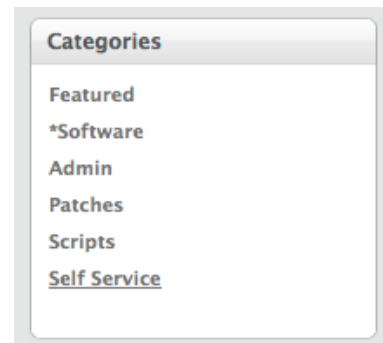 Categories
Featured
*Software
Admin
Patches
Scripts
Self Service